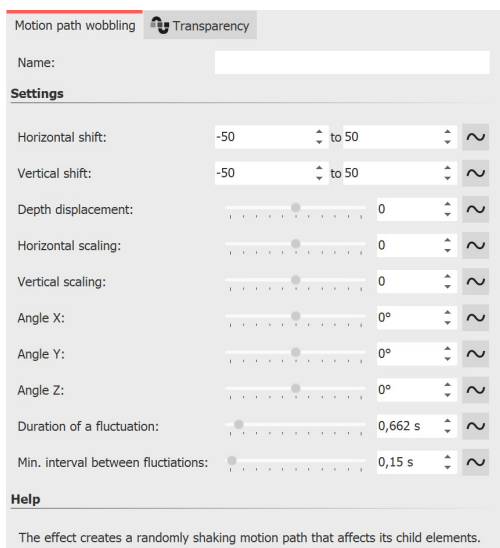 Motion path wobbling Transparency
Name:
Settings
Horizontal shift: -50 to 50
Vertical shift: -50 to 50
Depth displacement: 0
Horizontal scaling: 0
Vertical scaling: 0
Angle X: 0°
Angle Y: 0°
Angle Z: 0°
Duration of a fluctuation: 0,662 s
Min. interval between fluctiations: 0,15 s
Help
The effect creates a randomly shaking motion path that affects its child elements.